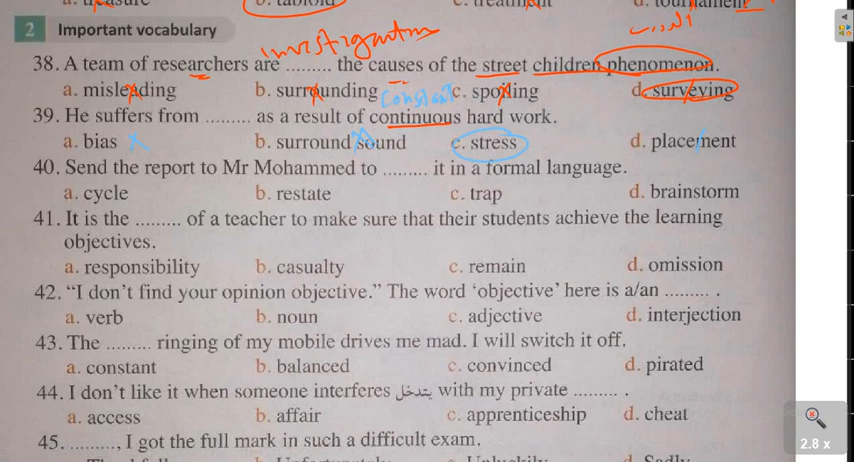 2 Important vocabulary
investigating
38. A team of researchers are ......... the causes of the street children phenomenon.
a. misleading b. surrounding c. spoiling d. surveying
constant
39. He suffers from ......... as a result of continuous hard work.
a. bias b. surround sound c. stress d. placement
40. Send the report to Mr Mohammed to ......... it in a formal language.
a. cycle b. restate c. trap d. brainstorm
41. It is the ......... of a teacher to make sure that their students achieve the learning
objectives.
a. responsibility b. casualty c. remain d. omission
42. “I don’t find your opinion objective.” The word ‘objective’ here is a/an ......... .
a. verb b. noun c. adjective d. interjection
43. The ......... ringing of my mobile drives me mad. I will switch it off.
a. constant b. balanced c. convinced d. pirated
44. I don’t like it when someone interferes يتدخل with my private ......... .
a. access b. affair c. apprenticeship d. cheat
45. ........., I got the full mark in such a difficult exam.
2.8 x